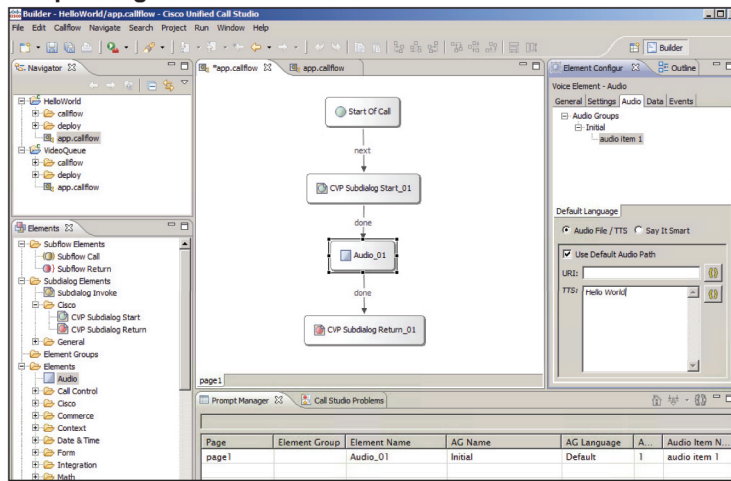 Builder - HelloWorld/app.callflow - Cisco Unified Call Studio
File Edit Callflow Navigate Search Project Run Window Help
Builder
Navigator
HelloWorld
callflow
deploy
app.callflow
VideoQueue
callflow
deploy
app.callflow
Elements
Subflow Elements
Subflow Call
Subflow Return
Subdialog Elements
Subdialog Invoke
Cisco
CVP Subdialog Start
CVP Subdialog Return
General
Element Groups
Elements
Audio
Call Control
Cisco
Commerce
Context
Date & Time
Form
Integration
Math
*app.callflow app.callflow
Start Of Call
next
CVP Subdialog Start_01
done
Audio_01
done
CVP Subdialog Return_01
page1
Element Configur Outline
Voice Element - Audio
General Settings Audio Data Events
Audio Groups
Initial
audio item 1
Default Language
Audio File / TTS Say It Smart
Use Default Audio Path
URI:
TTS: Hello World
Prompt Manager Call Studio Problems
Page Element Group Element Name AG Name AG Language A... Audio Item N...
page1 Audio_01 Initial Default 1 audio item 1